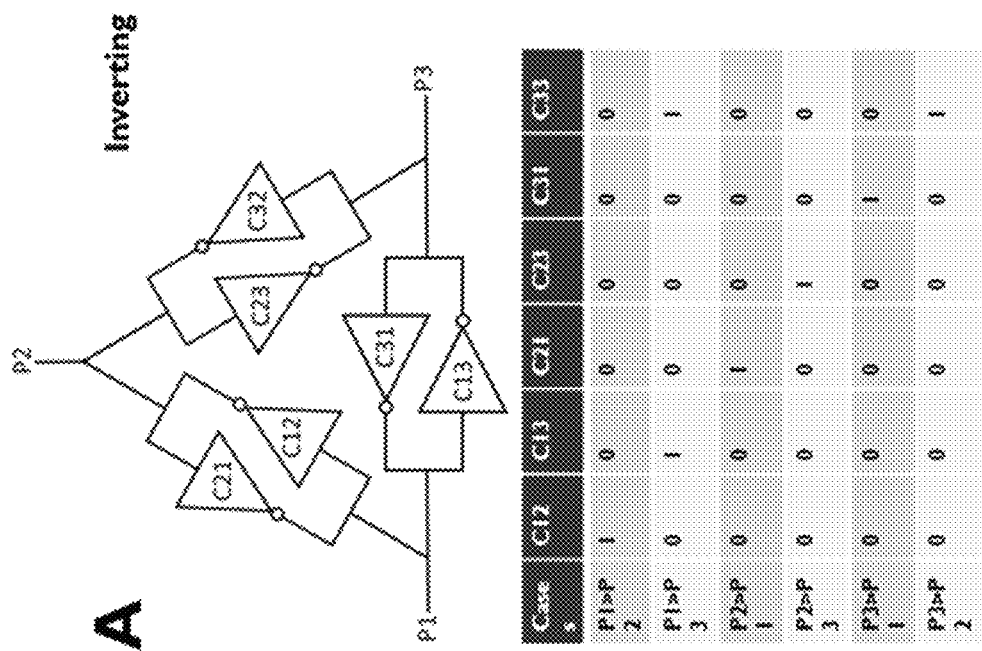 A
Inverting
P2
C21
C12
C23
C32
C31
C13
P1
P3
Case C12 C13 C21 C23 C31 C33
s
P1>P 1 0 0 0 0 0
2
P1>P 0 1 0 0 0 1
3
P2>P 0 0 1 0 0 0
1
P2>P 0 0 0 1 0 0
3
P3>P 0 0 0 0 1 0
1
P3>P 0 0 0 0 0 1
2